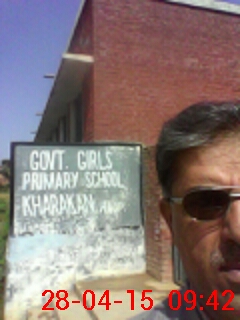 GOVT. GIRLS
PRIMARY SCHOOL
KHARAKAN
28-04-15 09:42